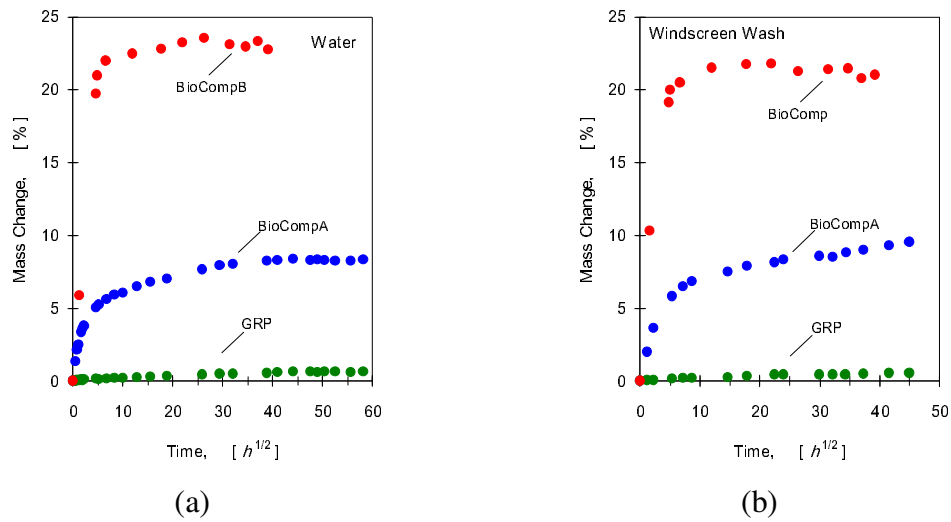 25
20
15
10
5
0
Mass Change, [ % ]
Water
BioCompB
BioCompA
GRP
0 10 20 30 40 50 60
Time, [ h^{1/2} ]
(a)
25
20
15
10
5
0
Mass Change, [ % ]
Windscreen Wash
BioComp
BioCompA
GRP
0 10 20 30 40 50
Time, [ h^{1/2} ]
(b)